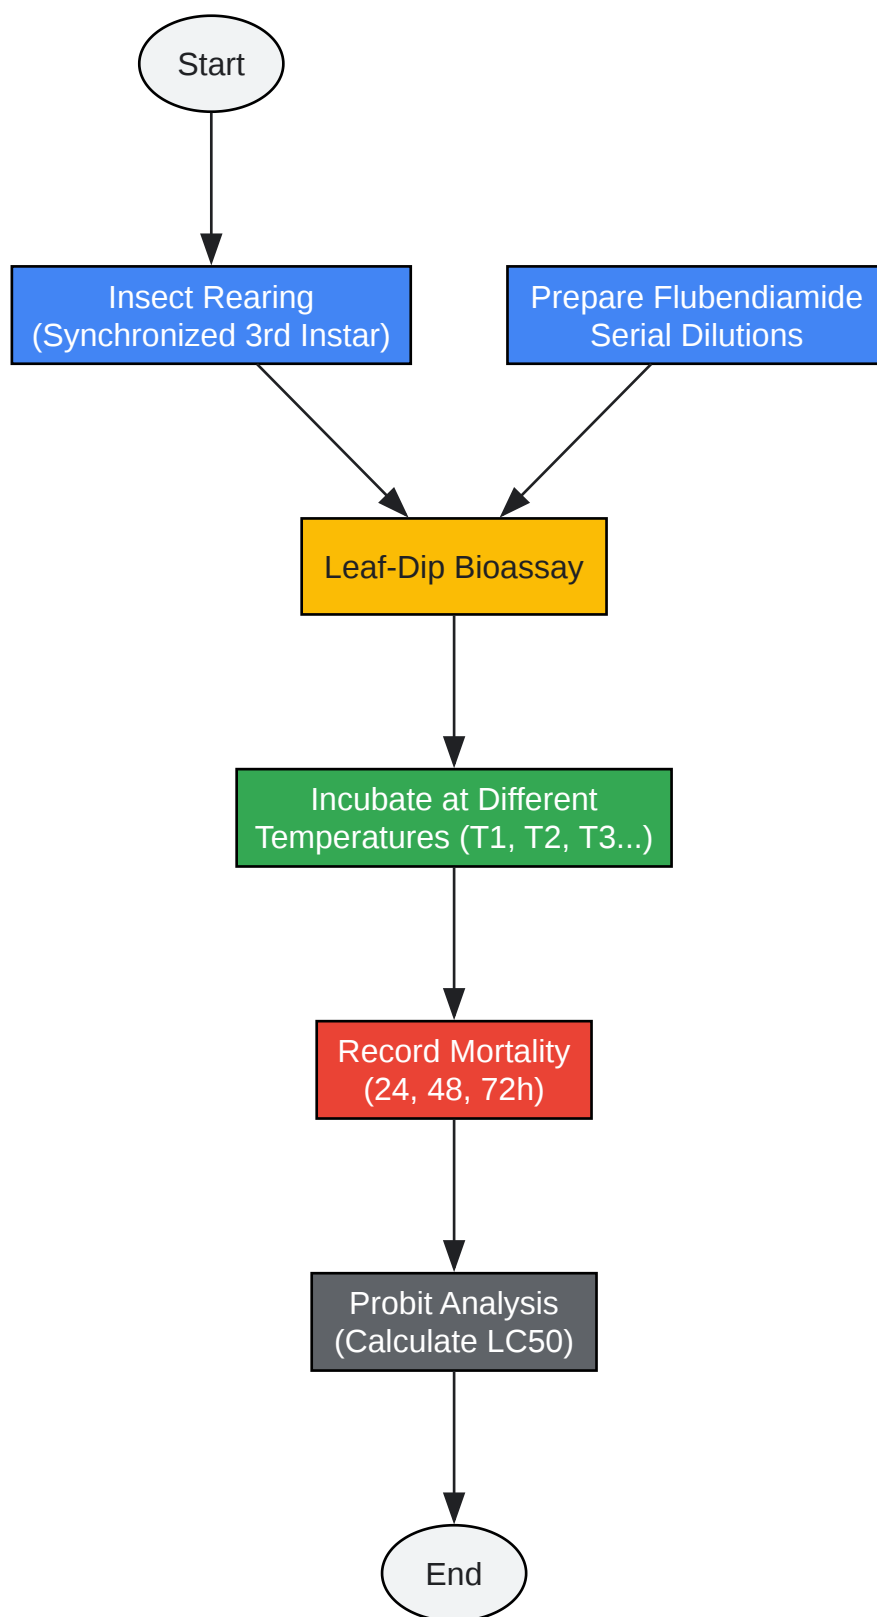 Start
Insect Rearing
(Synchronized 3rd Instar)
Prepare Flubendiamide
Serial Dilutions
Leaf-Dip Bioassay
Incubate at Different
Temperatures (T1, T2, T3...)
Record Mortality
(24, 48, 72h)
Probit Analysis
(Calculate LC50)
End